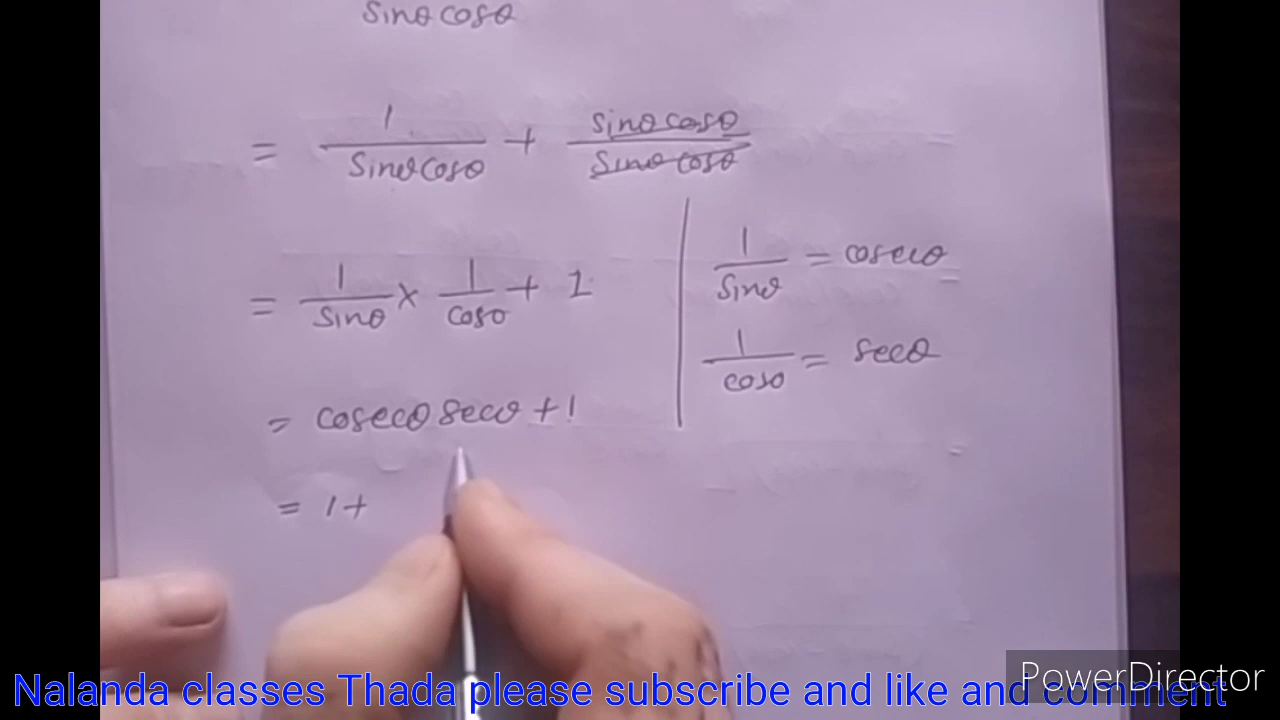 sinθ cosθ
= 1/(sinθ cosθ) + (sinθ cosθ)/(sinθ cosθ)
= 1/sinθ × 1/cosθ + 1
1/sinθ = cosecθ
1/cosθ = secθ
= cosecθ secθ + 1
= 1+
Nalanda classes Thada please subscribe and like and comment
PowerDirector